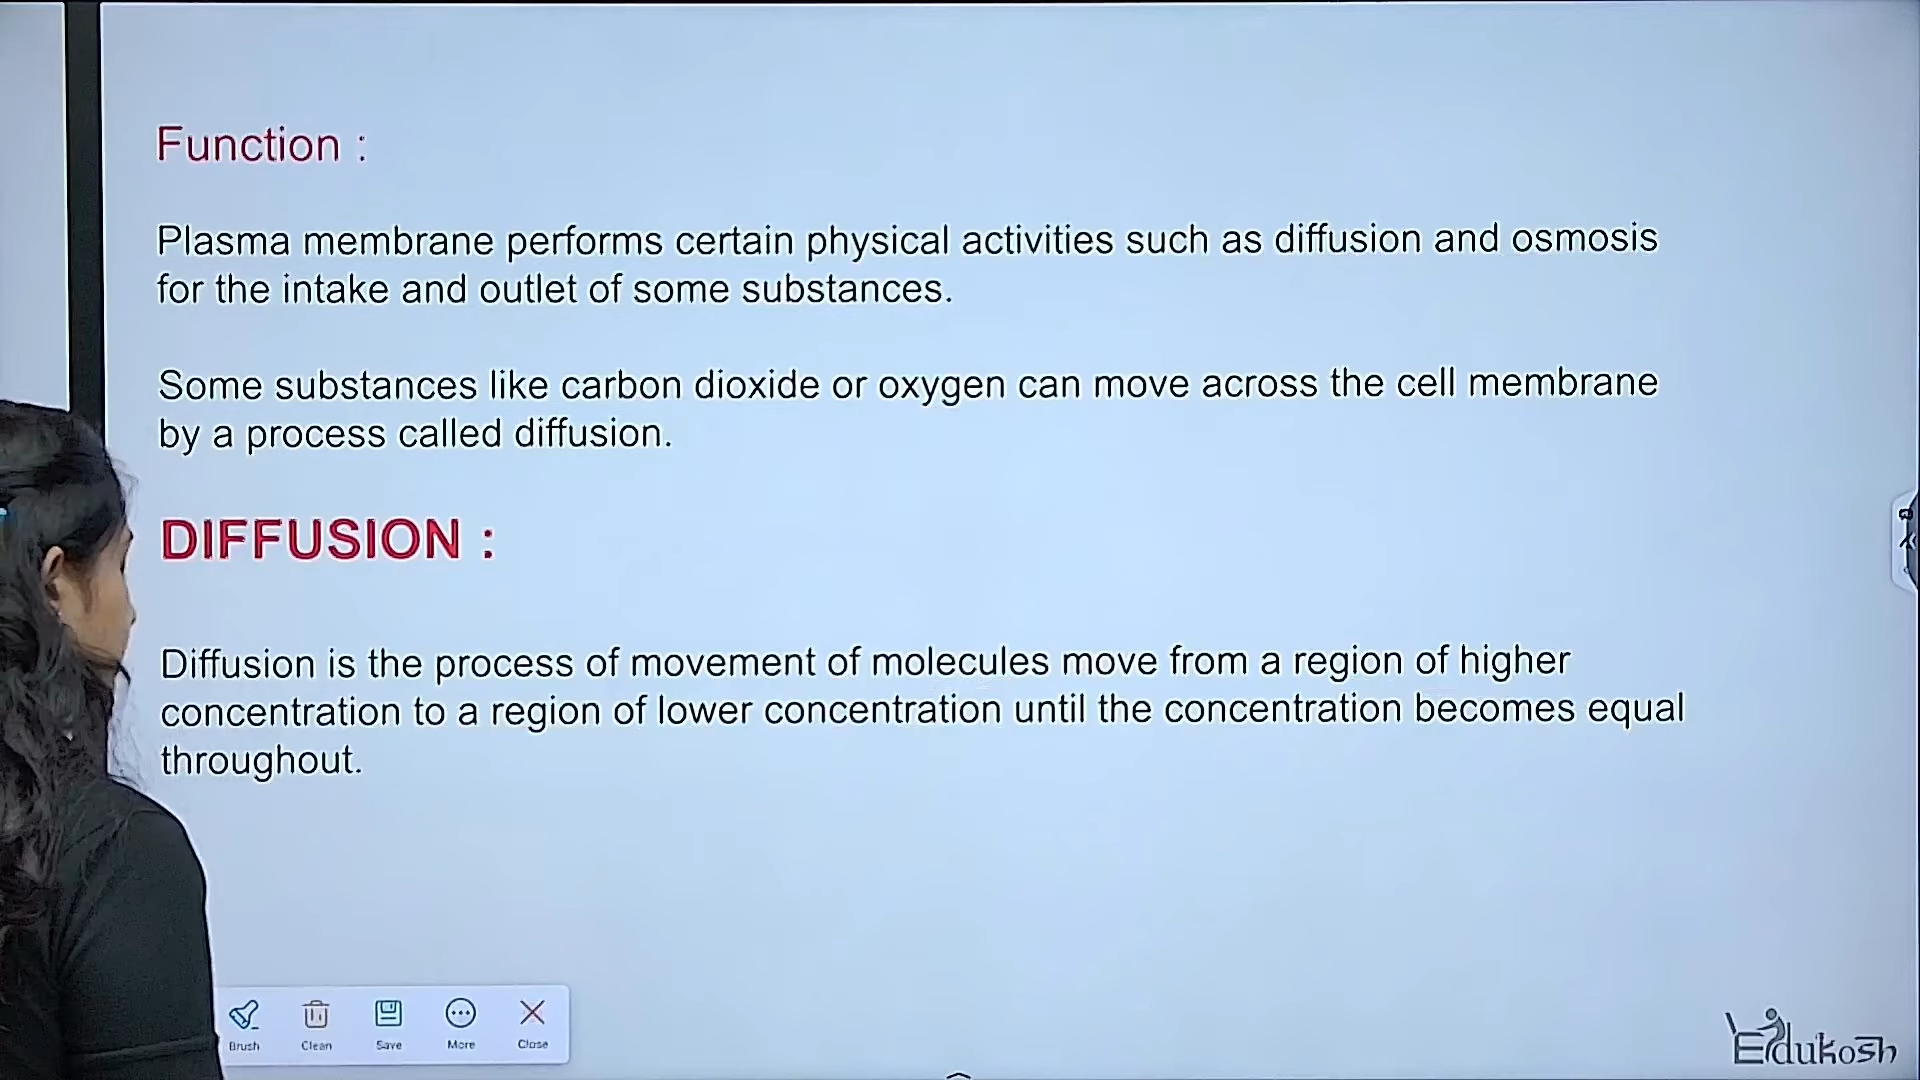 Function :
Plasma membrane performs certain physical activities such as diffusion and osmosis
for the intake and outlet of some substances.
Some substances like carbon dioxide or oxygen can move across the cell membrane
by a process called diffusion.
DIFFUSION :
Diffusion is the process of movement of molecules move from a region of higher
concentration to a region of lower concentration until the concentration becomes equal
throughout.
Brush Clean Save More Close
Edukosh